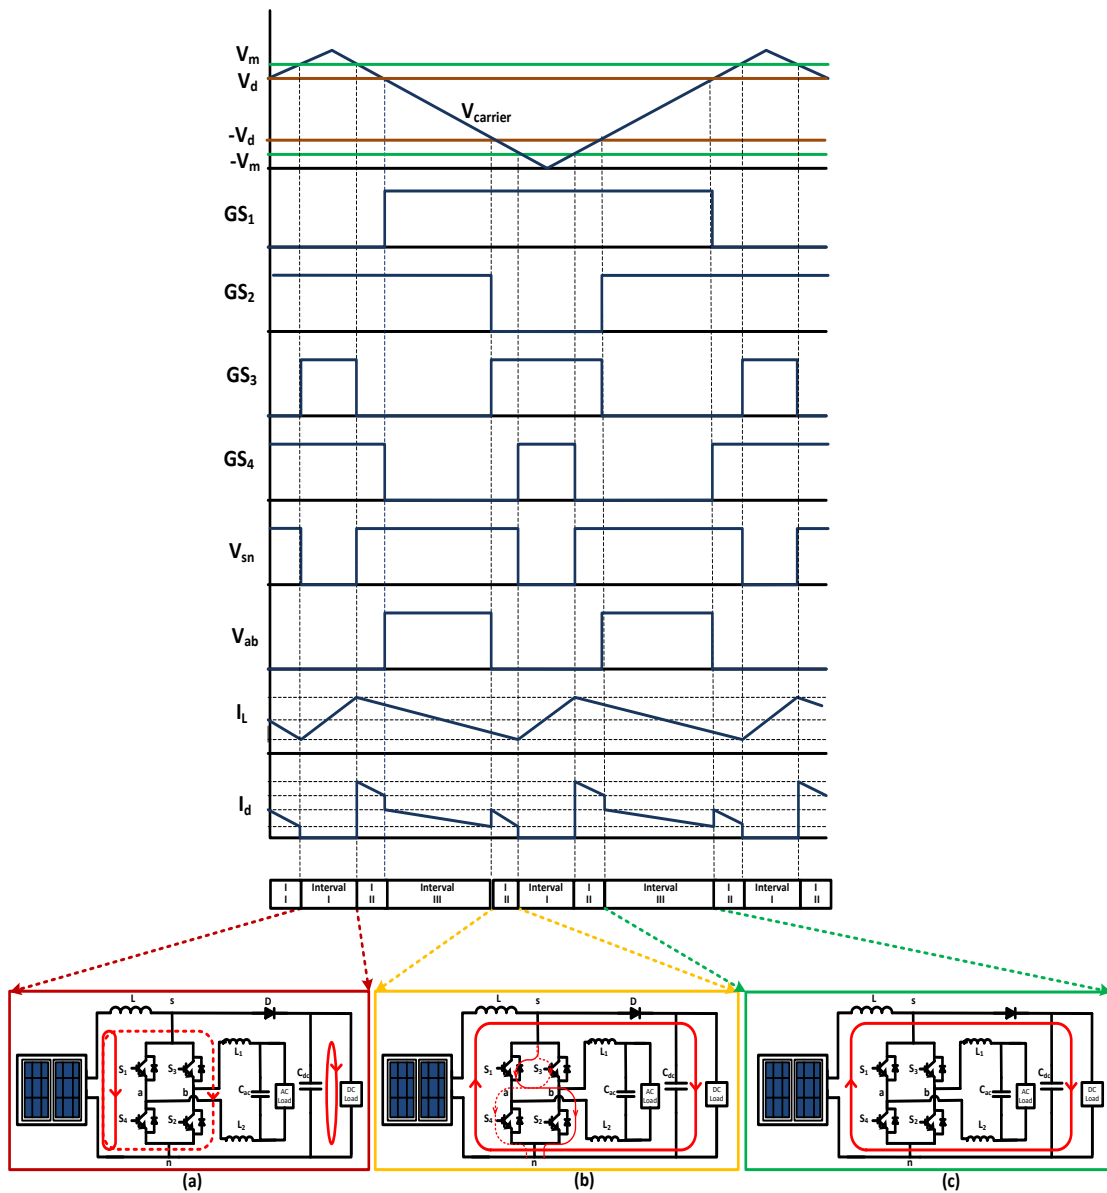 Vm
Vd
Vcarrier
-Vd
-Vm
GS1
GS2
GS3
GS4
Vsn
Vab
IL
Id
I I
Interval I
I II
Interval III
I II
Interval I
I II
Interval III
I II
Interval I
I II
L s D
S1 S3 L1 Cdc
a b Cac AC Load DC Load
S4 S2 L2
n
(a)
L s D
S1 S3 L1 Cdc
a b Cac AC Load DC Load
S4 S2 L2
n
(b)
L s D
S1 S3 L1 Cdc
a b Cac AC Load DC Load
S4 S2 L2
n
(c)